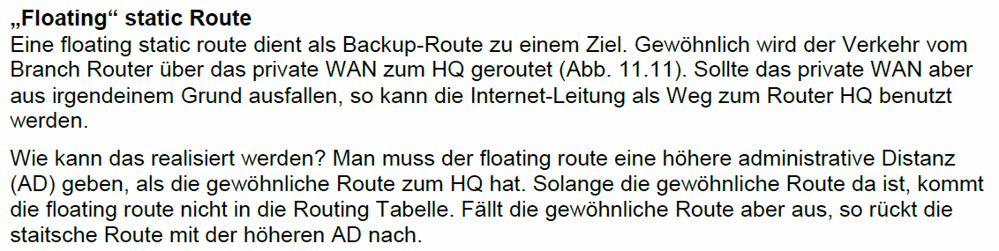 „Floating“ static Route
Eine floating static route dient als Backup-Route zu einem Ziel. Gewöhnlich wird der Verkehr vom
Branch Router über das private WAN zum HQ geroutet (Abb. 11.11). Sollte das private WAN aber
aus irgendeinem Grund ausfallen, so kann die Internet-Leitung als Weg zum Router HQ benutzt
werden.
Wie kann das realisiert werden? Man muss der floating route eine höhere administrative Distanz
(AD) geben, als die gewöhnliche Route zum HQ hat. Solange die gewöhnliche Route da ist, kommt
die floating route nicht in die Routing Tabelle. Fällt die gewöhnliche Route aber aus, so rückt die
staitsche Route mit der höheren AD nach.